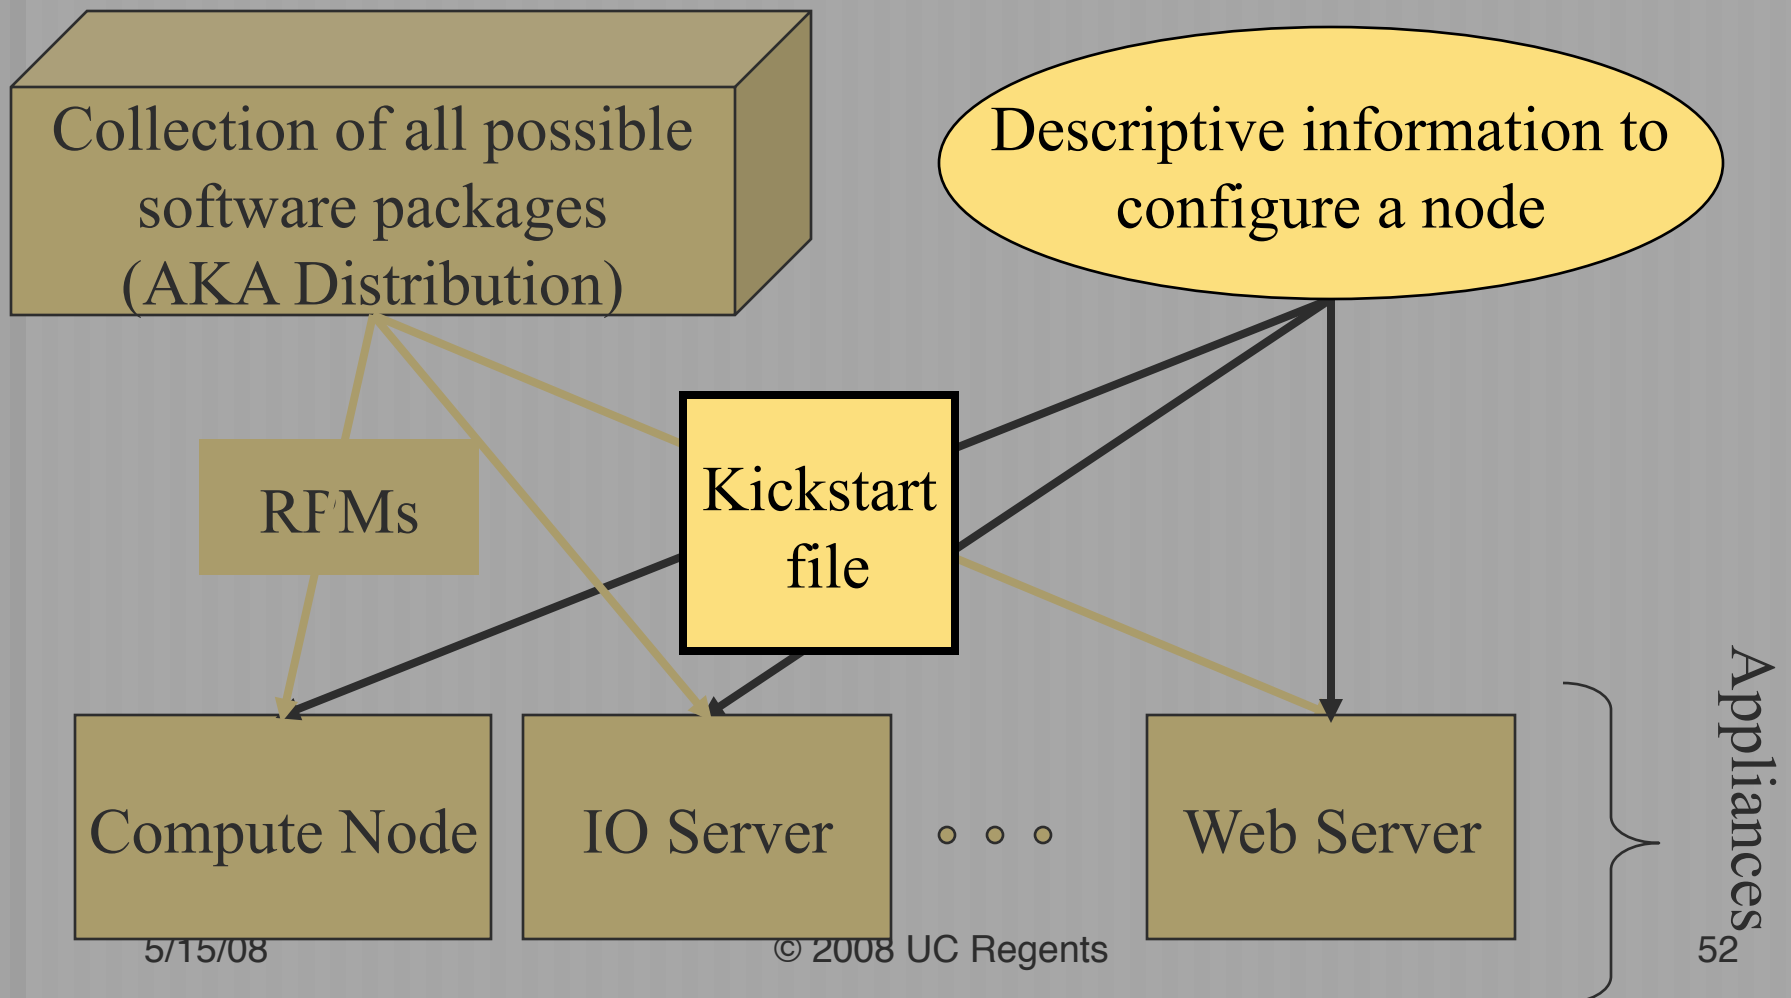 Collection of all possible
software packages
(AKA Distribution)
Descriptive information to
configure a node
RPMs
Kickstart
file
Compute Node
IO Server
Web Server
Appliances
5/15/08
© 2008 UC Regents
52